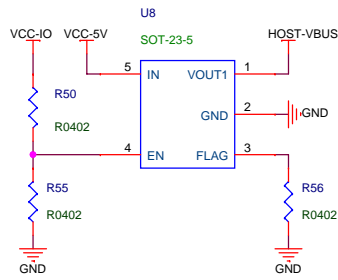 U8
VCC-IO
VCC-5V
SOT-23-5
HOST-VBUS
5
IN
VOUT1
1
R50
GND
2
GND
R0402
4
EN
FLAG
3
R55
R0402
R56
R0402
GND
GND